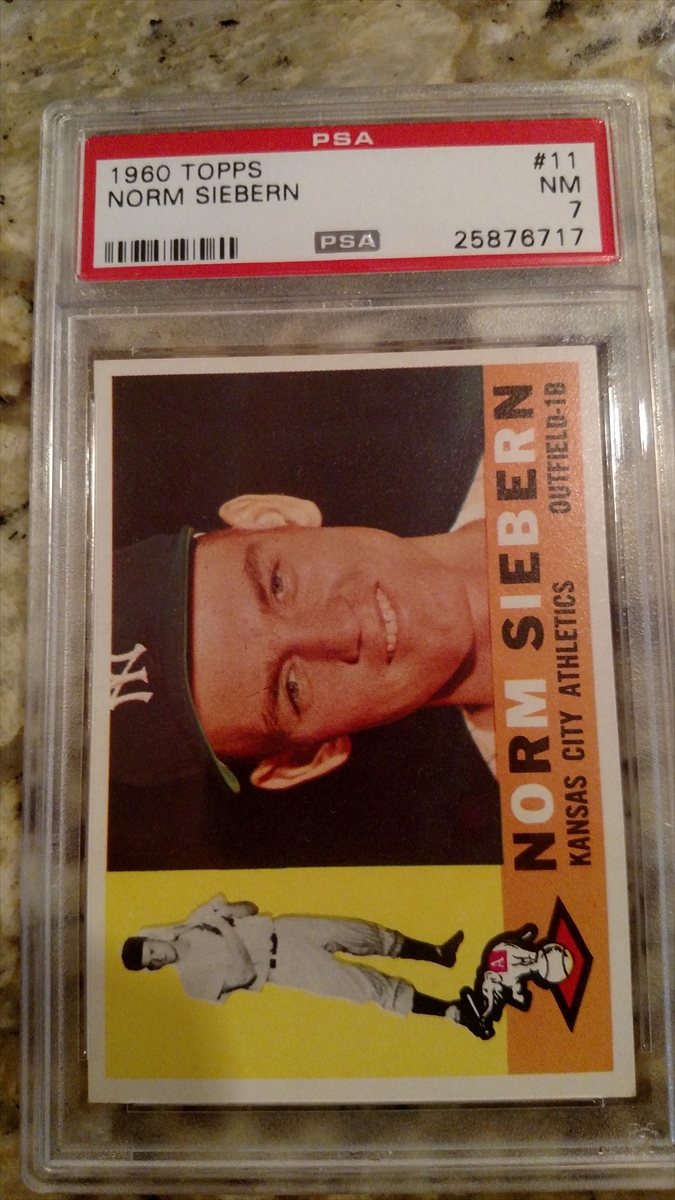 PSA
1960 TOPPS #11
NORM SIEBERN NM
7
PSA 25876717
NORM SIEBERN
KANSAS CITY ATHLETICS OUTFIELD-1B
NY
A